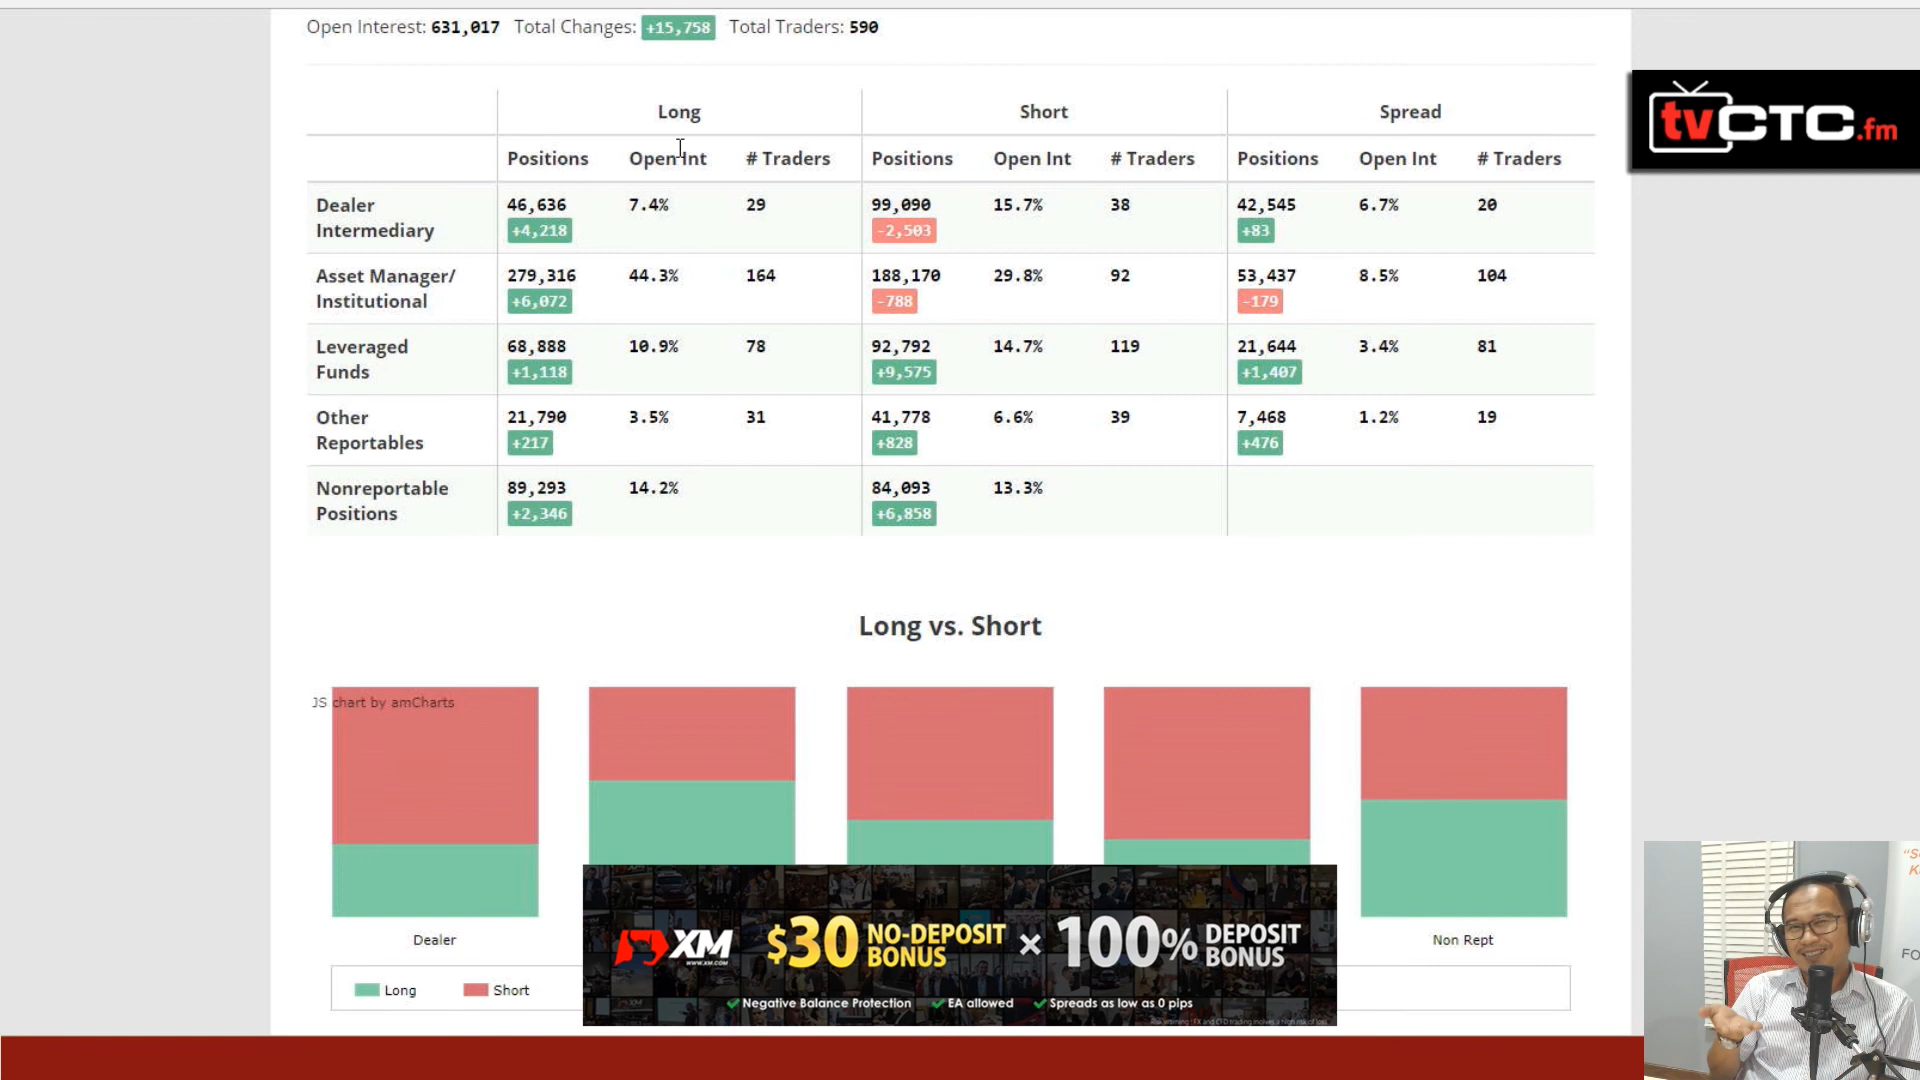 Open Interest: 631,017 Total Changes: +15,758 Total Traders: 590
tvCTC.fm
Long Short Spread
Positions Open Int # Traders Positions Open Int # Traders Positions Open Int # Traders
Dealer Intermediary 46,636 7.4% 29 99,090 15.7% 38 42,545 6.7% 20
+4,218 -2,503 +83
Asset Manager/ Institutional 279,316 44.3% 164 188,170 29.8% 92 53,437 8.5% 104
+6,072 -788 -179
Leveraged Funds 68,888 10.9% 78 92,792 14.7% 119 21,644 3.4% 81
+1,118 +9,575 +1,407
Other Reportables 21,790 3.5% 31 41,778 6.6% 39 7,468 1.2% 19
+217 +828 +476
Nonreportable Positions 89,293 14.2% 84,093 13.3%
+2,346 +6,858
Long vs. Short
JS chart by amCharts
Dealer
Non Rept
Long Short
XM
WWW.XM.COM
$30 NO-DEPOSIT BONUS × 100% DEPOSIT BONUS
Negative Balance Protection EA allowed Spreads as low as 0 pips
FO